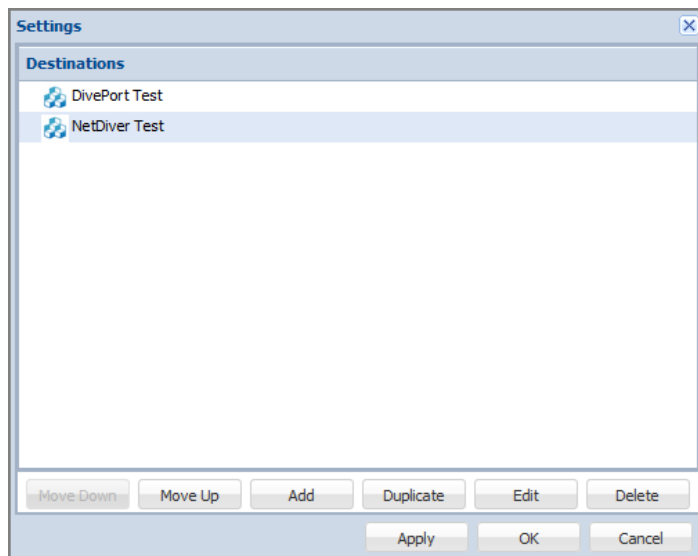 Settings
Destinations
DivePort Test
NetDiver Test
Move Down Move Up Add Duplicate Edit Delete
Apply OK Cancel